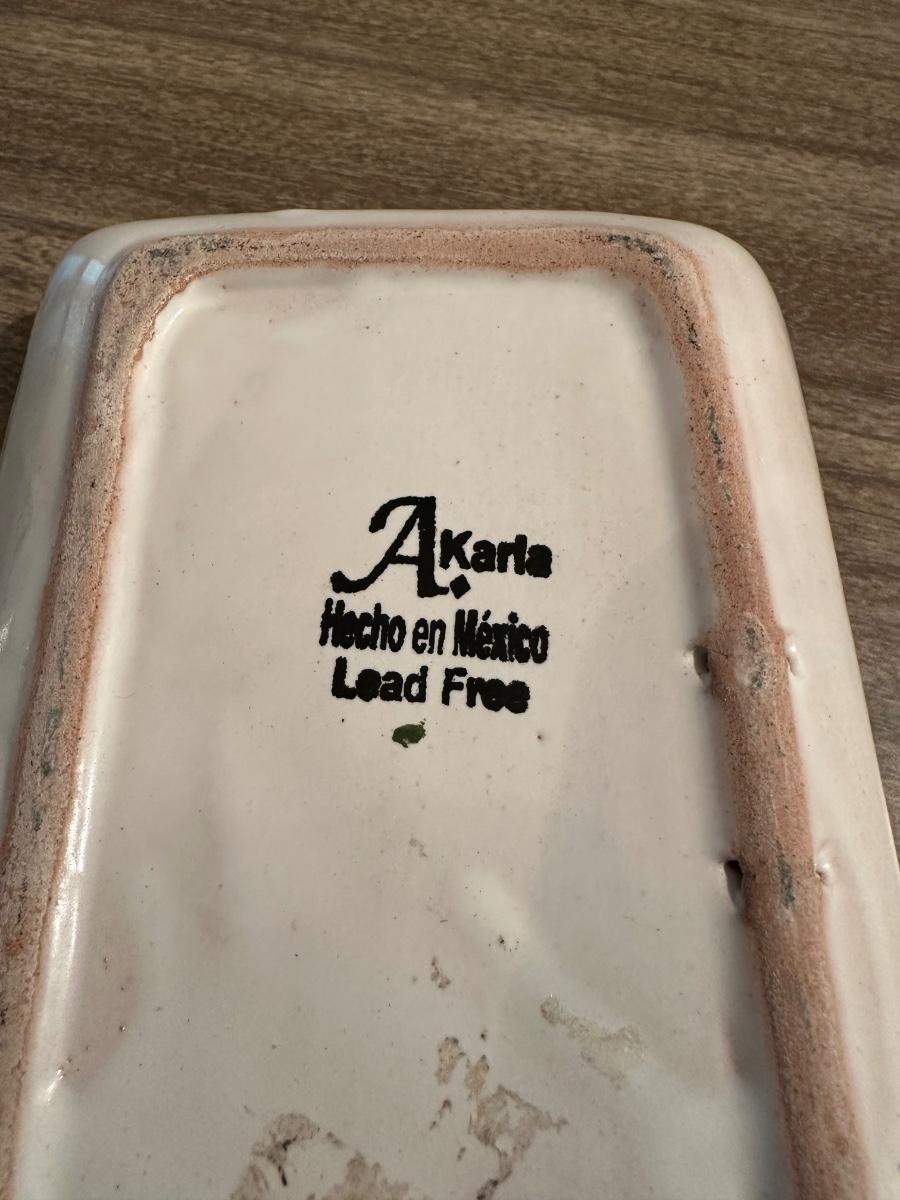 A. Karla
Hecho en México
Lead Free